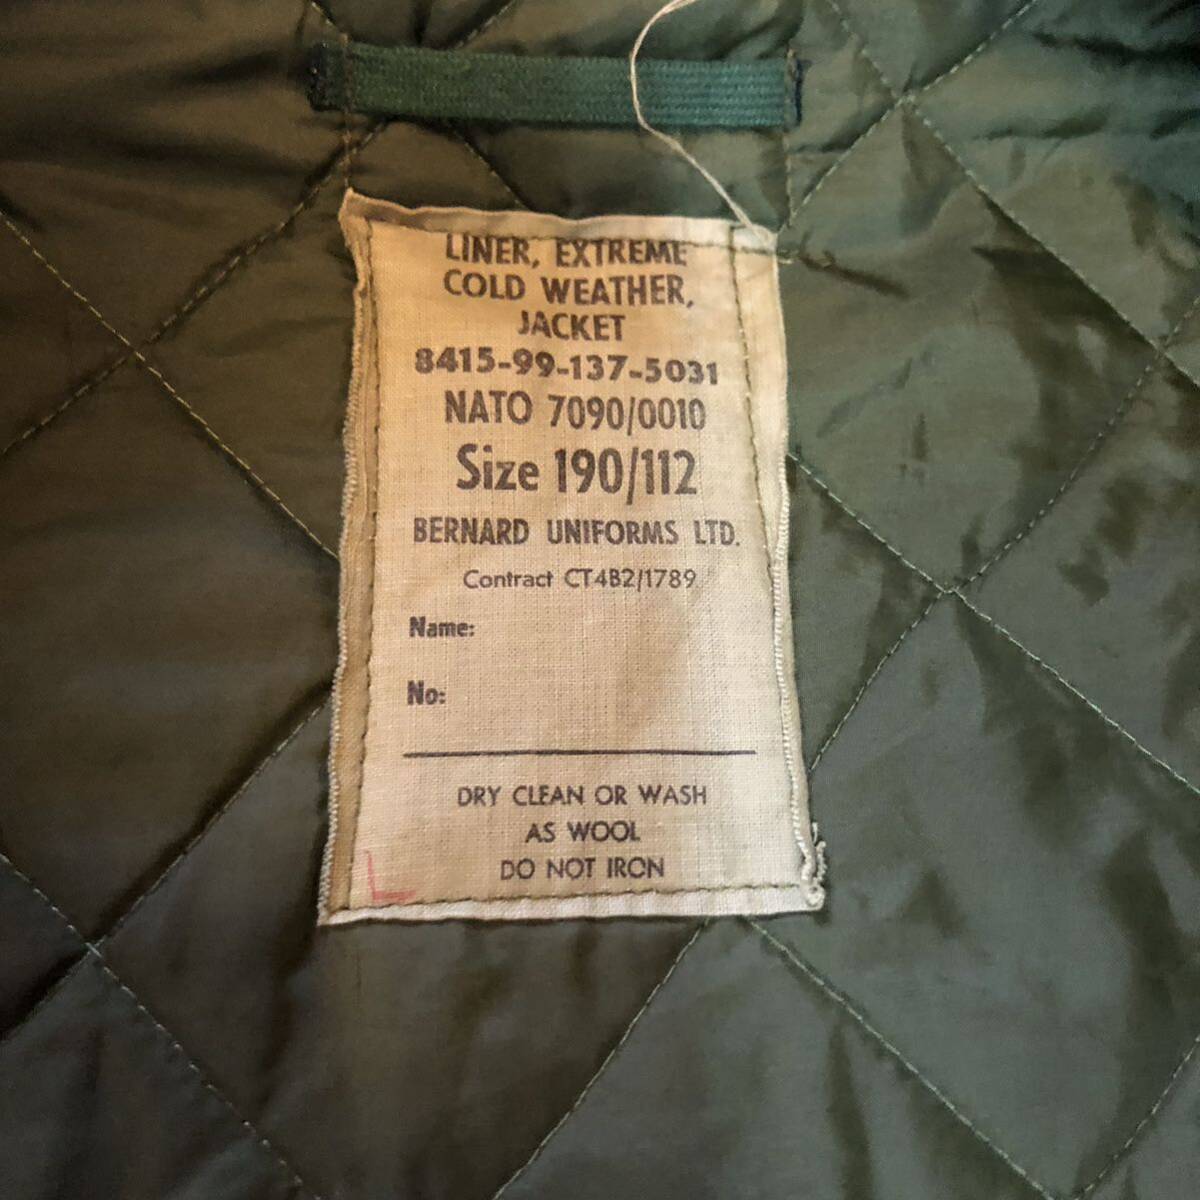 LINER, EXTREME
COLD WEATHER,
JACKET
8415-99-137-5031
NATO 7090/0010
Size 190/112
BERNARD UNIFORMS LTD.
Contract CT4B2/1789
Name:
No:
DRY CLEAN OR WASH
AS WOOL
DO NOT IRON
L